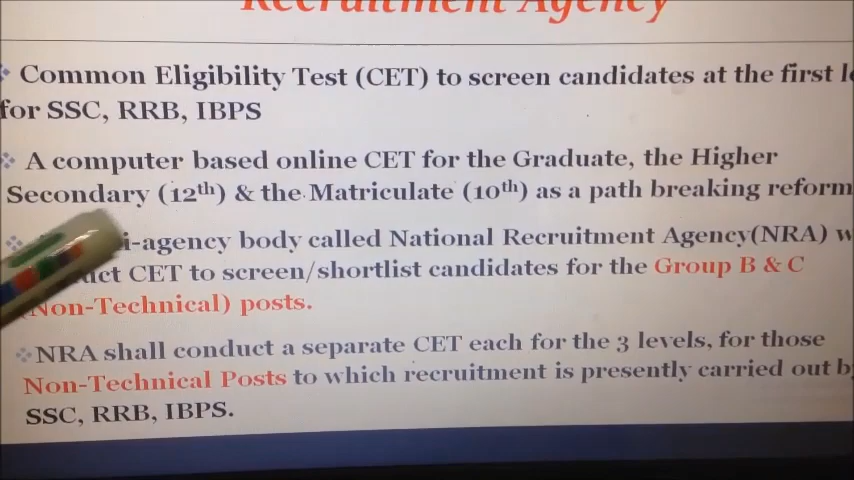 Recruitment Agency
Common Eligibility Test (CET) to screen candidates at the first
for SSC, RRB, IBPS
A computer based online CET for the Graduate, the Higher
Secondary (12th) & the Matriculate (10th) as a path breaking reform
i-agency body called National Recruitment Agency(NRA)
uct CET to screen/shortlist candidates for the Group B & C
(Non-Technical) posts.
NRA shall conduct a separate CET each for the 3 levels, for those
Non-Technical Posts to which recruitment is presently carried out b
SSC, RRB, IBPS.